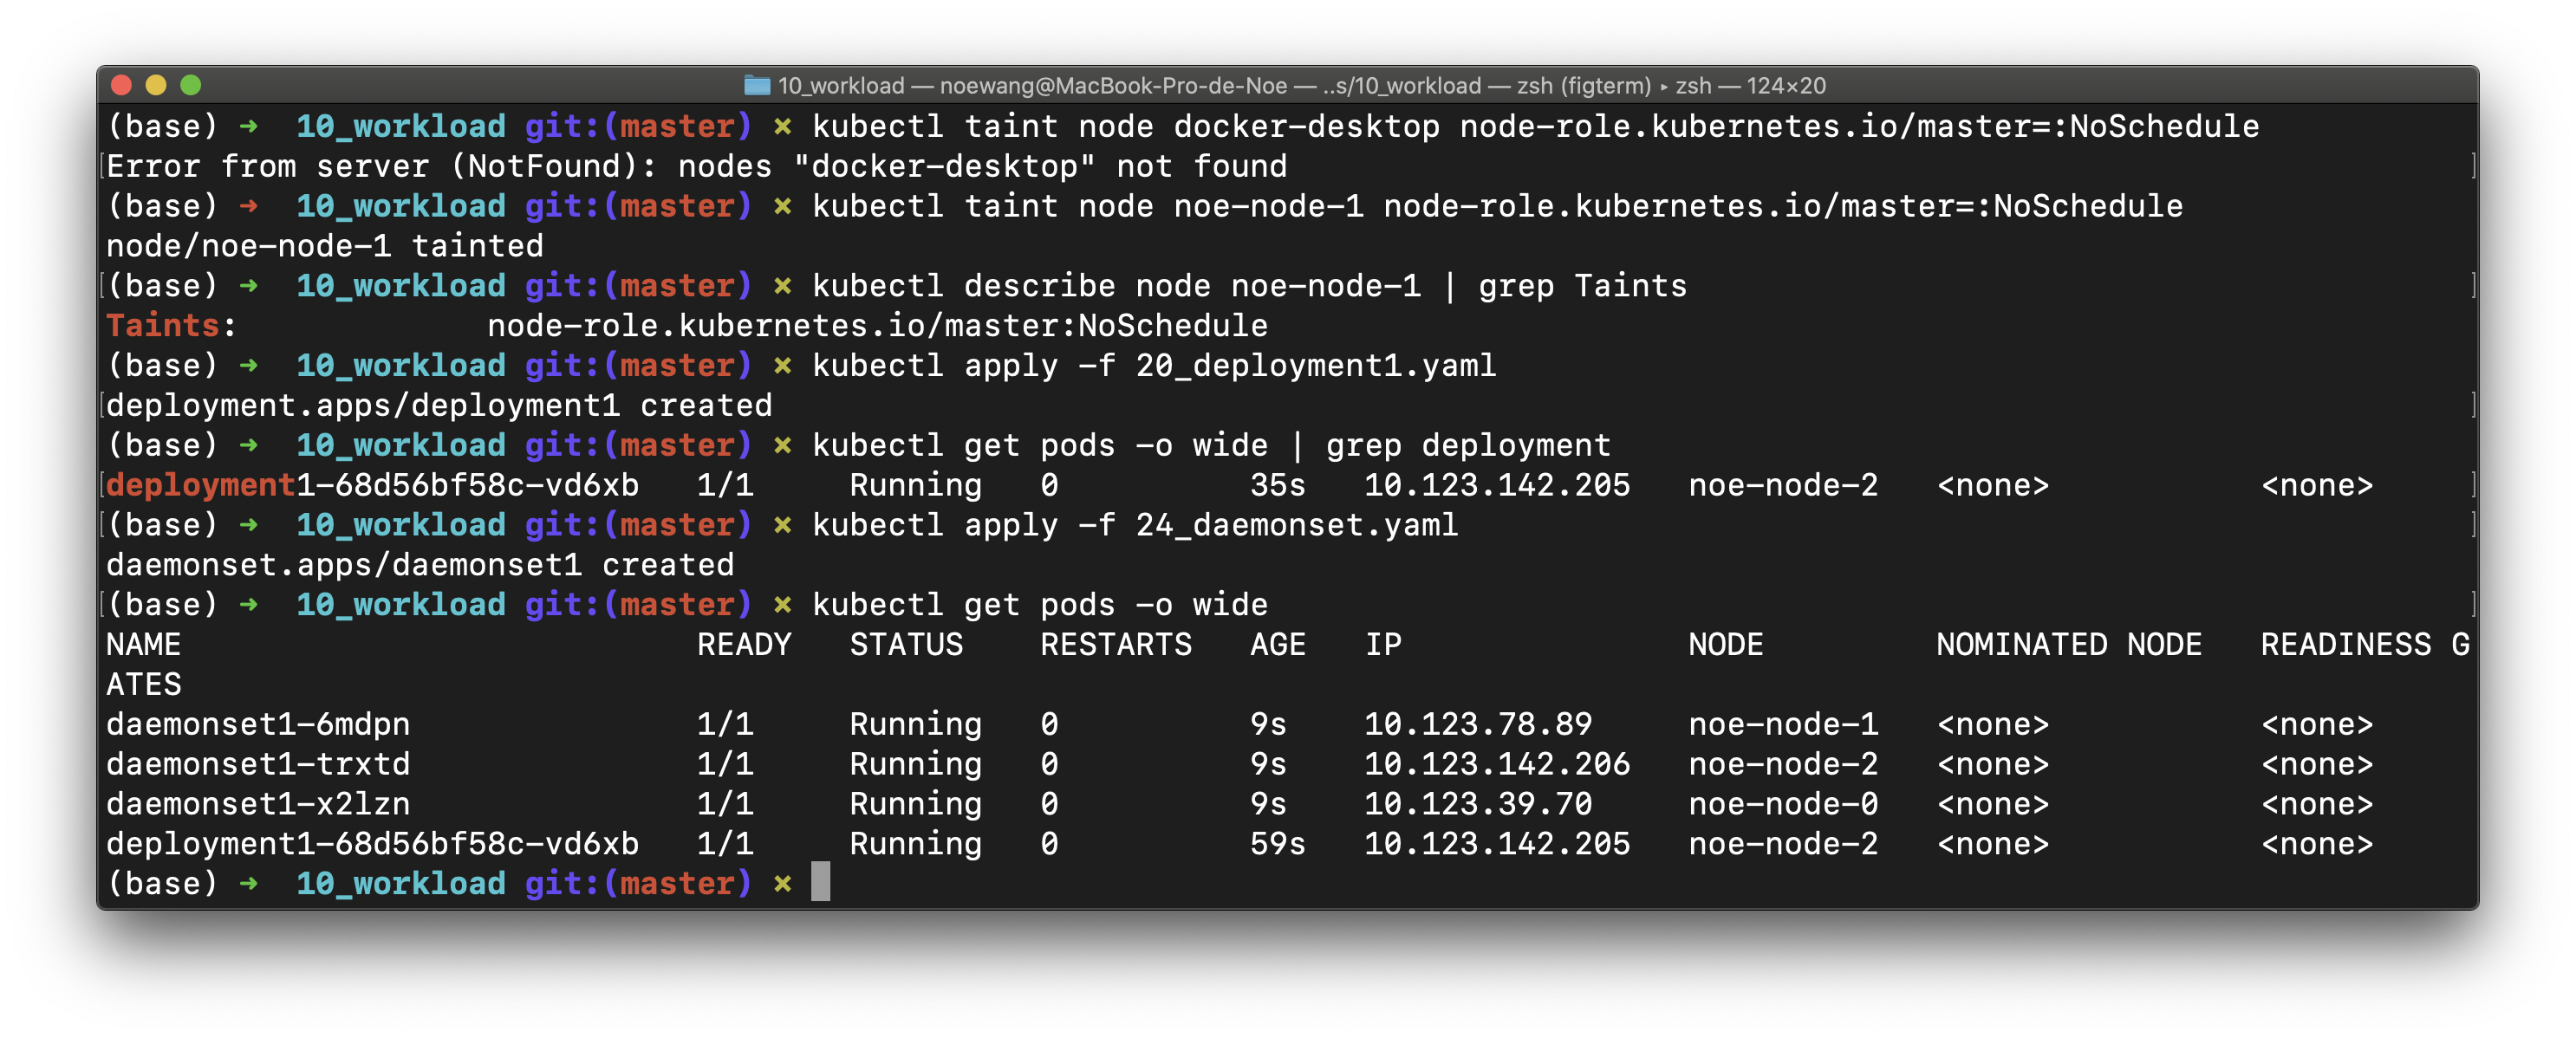 10_workload — noewang@MacBook-Pro-de-Noe — ..s/10_workload — zsh (figterm) ▸ zsh — 124×20
(base) ➜  10_workload git:(master) ✗ kubectl taint node docker-desktop node-role.kubernetes.io/master=:NoSchedule
Error from server (NotFound): nodes "docker-desktop" not found
(base) ➜  10_workload git:(master) ✗ kubectl taint node noe-node-1 node-role.kubernetes.io/master=:NoSchedule
node/noe-node-1 tainted
(base) ➜  10_workload git:(master) ✗ kubectl describe node noe-node-1 | grep Taints
Taints:             node-role.kubernetes.io/master:NoSchedule
(base) ➜  10_workload git:(master) ✗ kubectl apply -f 20_deployment1.yaml
deployment.apps/deployment1 created
(base) ➜  10_workload git:(master) ✗ kubectl get pods -o wide | grep deployment
deployment1-68d56bf58c-vd6xb   1/1     Running   0          35s   10.123.142.205   noe-node-2   <none>           <none>
(base) ➜  10_workload git:(master) ✗ kubectl apply -f 24_daemonset.yaml
daemonset.apps/daemonset1 created
(base) ➜  10_workload git:(master) ✗ kubectl get pods -o wide
NAME                           READY   STATUS    RESTARTS   AGE   IP               NODE         NOMINATED NODE   READINESS G
ATES
daemonset1-6mdpn               1/1     Running   0          9s    10.123.78.89     noe-node-1   <none>           <none>
daemonset1-trxtd               1/1     Running   0          9s    10.123.142.206   noe-node-2   <none>           <none>
daemonset1-x2lzn               1/1     Running   0          9s    10.123.39.70     noe-node-0   <none>           <none>
deployment1-68d56bf58c-vd6xb   1/1     Running   0          59s   10.123.142.205   noe-node-2   <none>           <none>
(base) ➜  10_workload git:(master) ✗